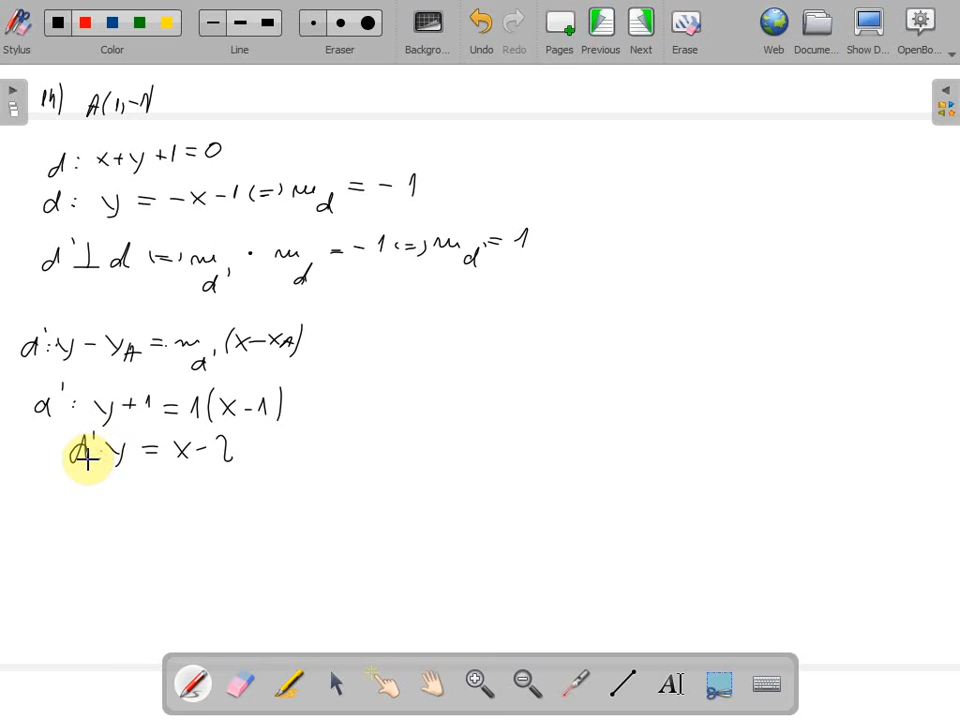 Stylus
Color
Line
Eraser
Backgro...
Undo
Redo
Pages
Previous
Next
Erase
Web
Docume...
Show D...
OpenBo...
14) A(1,-1)
d: x+y+1=0
d: y = -x-1 (=) m_d = -1
d'⊥d (=) m_d' · m_d = -1 (=) m_d' = 1
d': y - y_A = m_d' (x-x_A)
d': y+1 = 1(x-1)
d': y = x-2
A